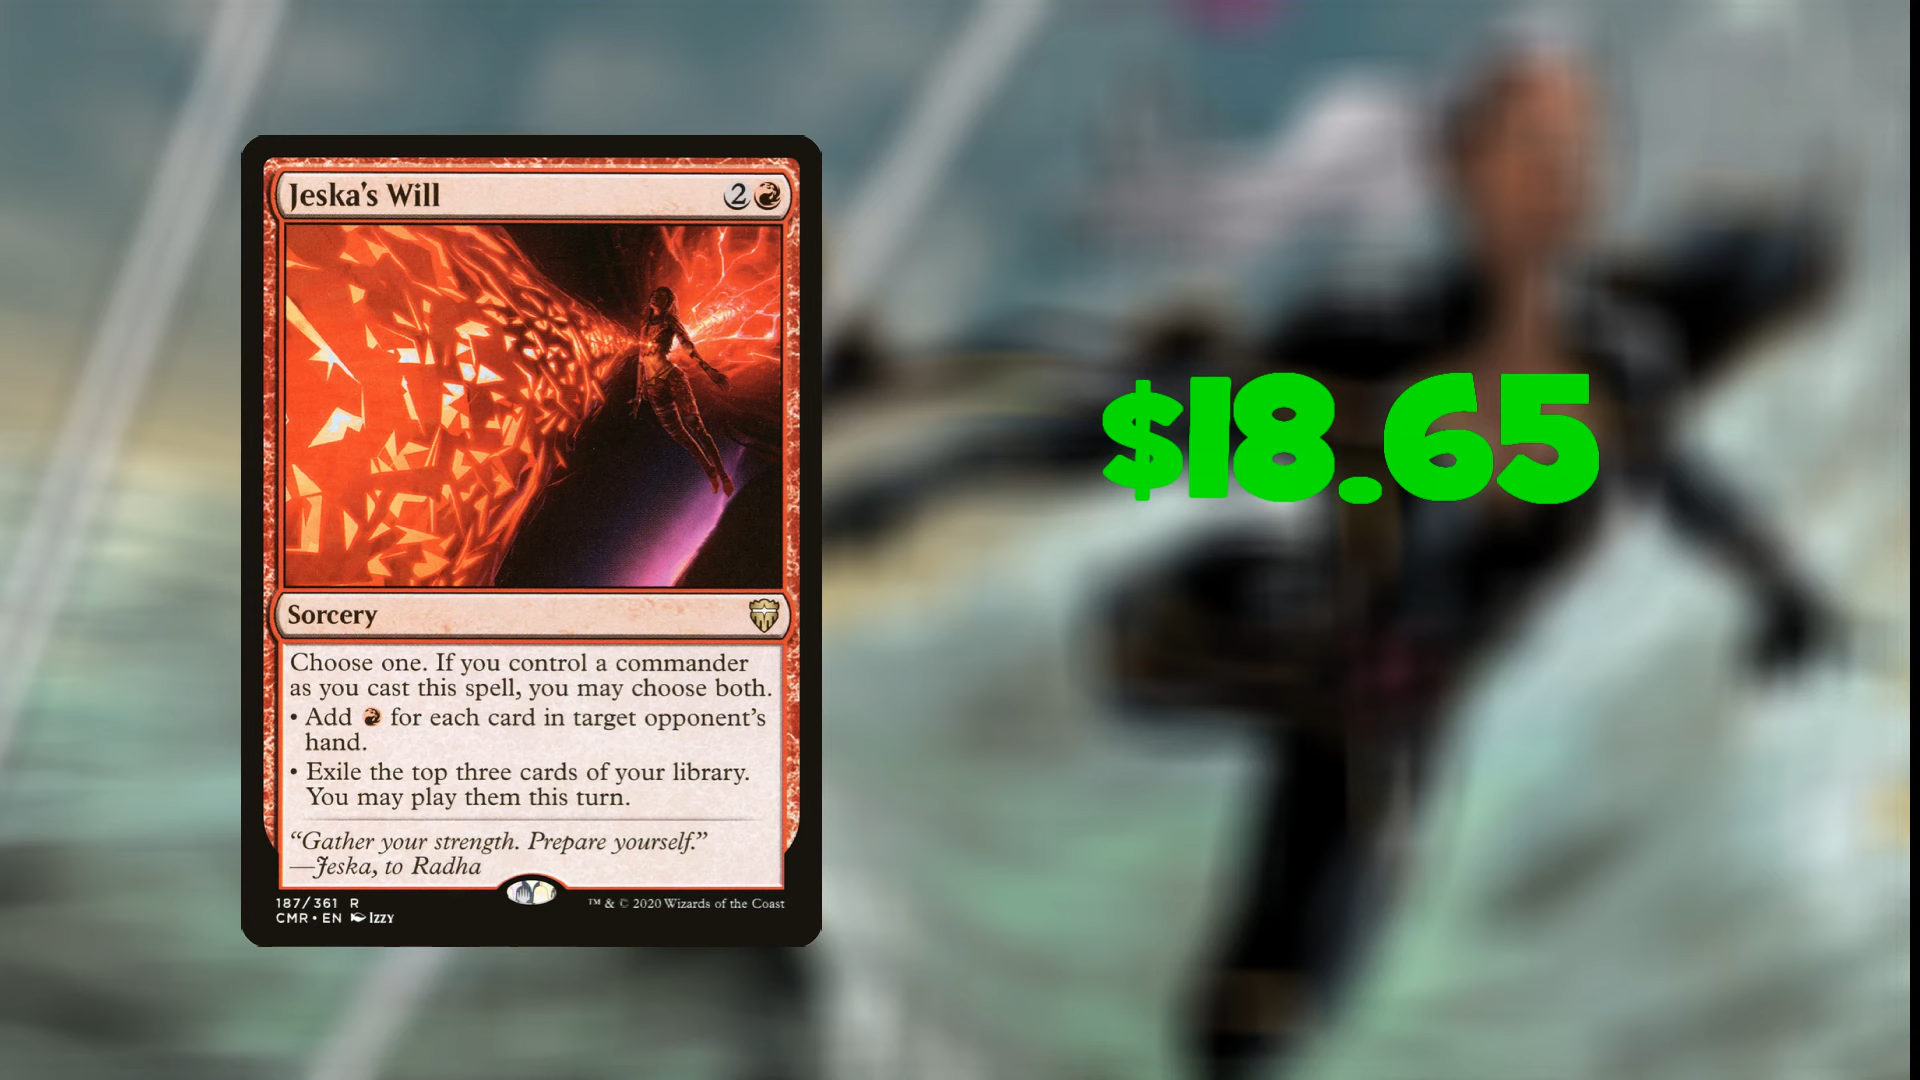 Jeska's Will
2
$18.65
Sorcery
Choose one. If you control a commander
as you cast this spell, you may choose both.
• Add for each card in target opponent's
hand.
• Exile the top three cards of your library.
You may play them this turn.
“Gather your strength. Prepare yourself.”
—Jeska, to Radha
187/361 R
CMR • EN Izzy
™ & © 2020 Wizards of the Coast